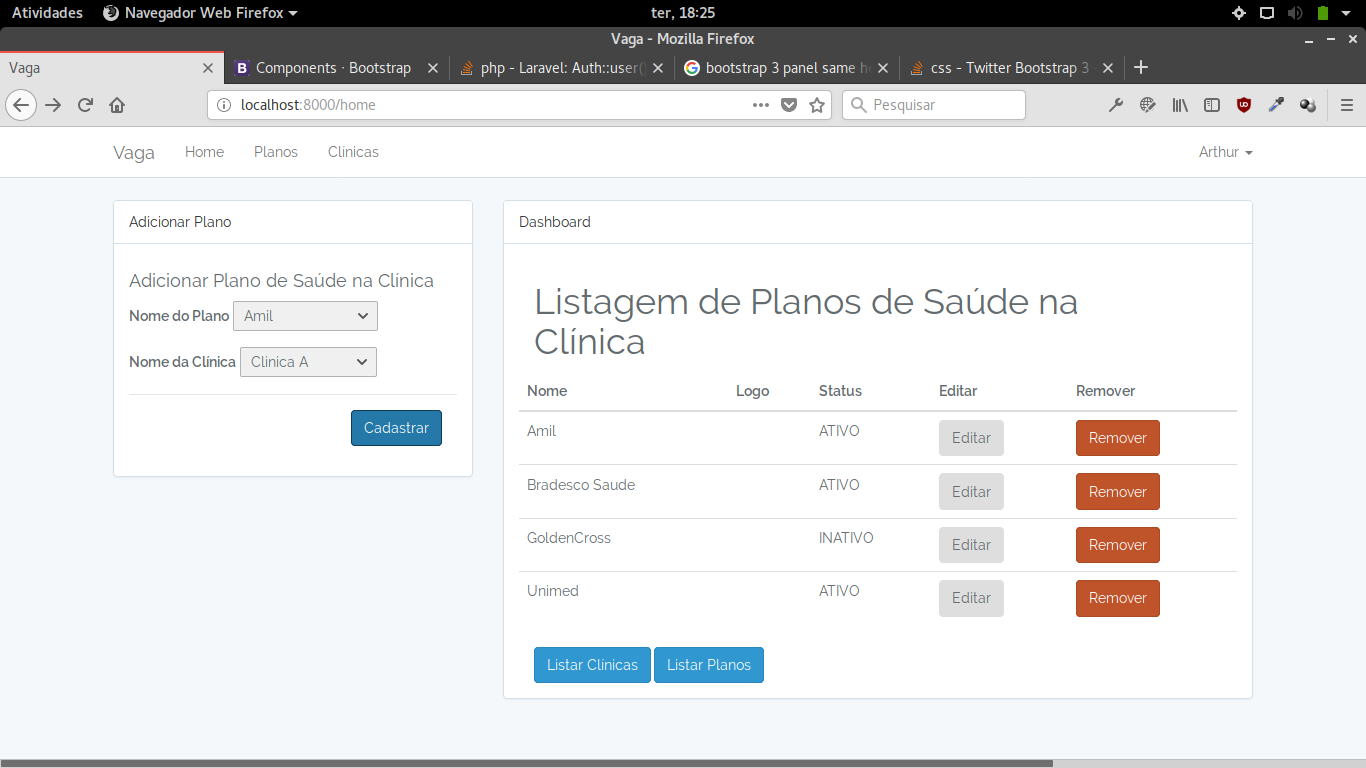 Atividades Navegador Web Firefox ter, 18:25
Vaga - Mozilla Firefox
Vaga Components · Bootstrap php - Laravel: Auth::user( bootstrap 3 panel same h css - Twitter Bootstrap 3
localhost:8000/home Pesquisar
Vaga Home Planos Clinicas Arthur
Adicionar Plano
Adicionar Plano de Saúde na Clínica
Nome do Plano Amil
Nome da Clínica Clinica A
Cadastrar
Dashboard
Listagem de Planos de Saúde na
Clínica
Nome Logo Status Editar Remover
Amil ATIVO Editar Remover
Bradesco Saude ATIVO Editar Remover
GoldenCross INATIVO Editar Remover
Unimed ATIVO Editar Remover
Listar Clínicas Listar Planos